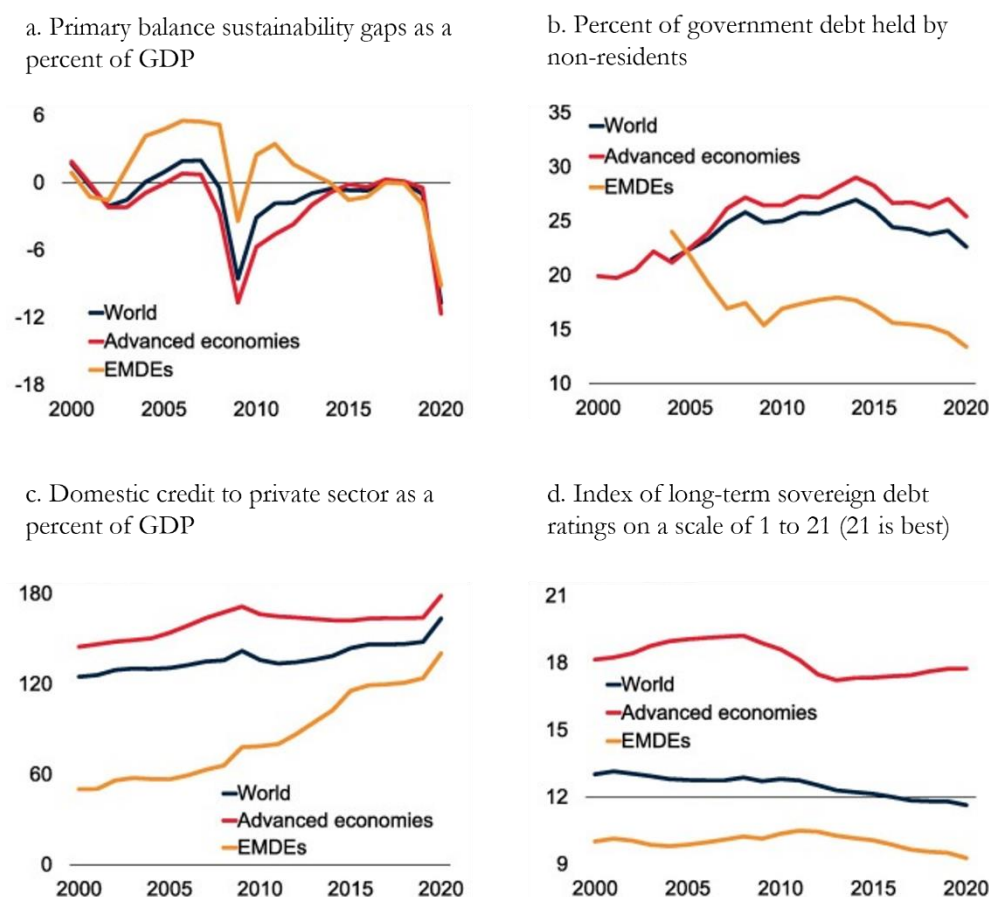 a. Primary balance sustainability gaps as a
percent of GDP
6
0
-6
-12
-18
World
Advanced economies
EMDEs
2000 2005 2010 2015 2020
b. Percent of government debt held by
non-residents
35
30
25
20
15
10
World
Advanced economies
EMDEs
2000 2005 2010 2015 2020
c. Domestic credit to private sector as a
percent of GDP
180
120
60
0
World
Advanced economies
EMDEs
2000 2005 2010 2015 2020
d. Index of long-term sovereign debt
ratings on a scale of 1 to 21 (21 is best)
21
18
15
12
9
World
Advanced economies
EMDEs
2000 2005 2010 2015 2020